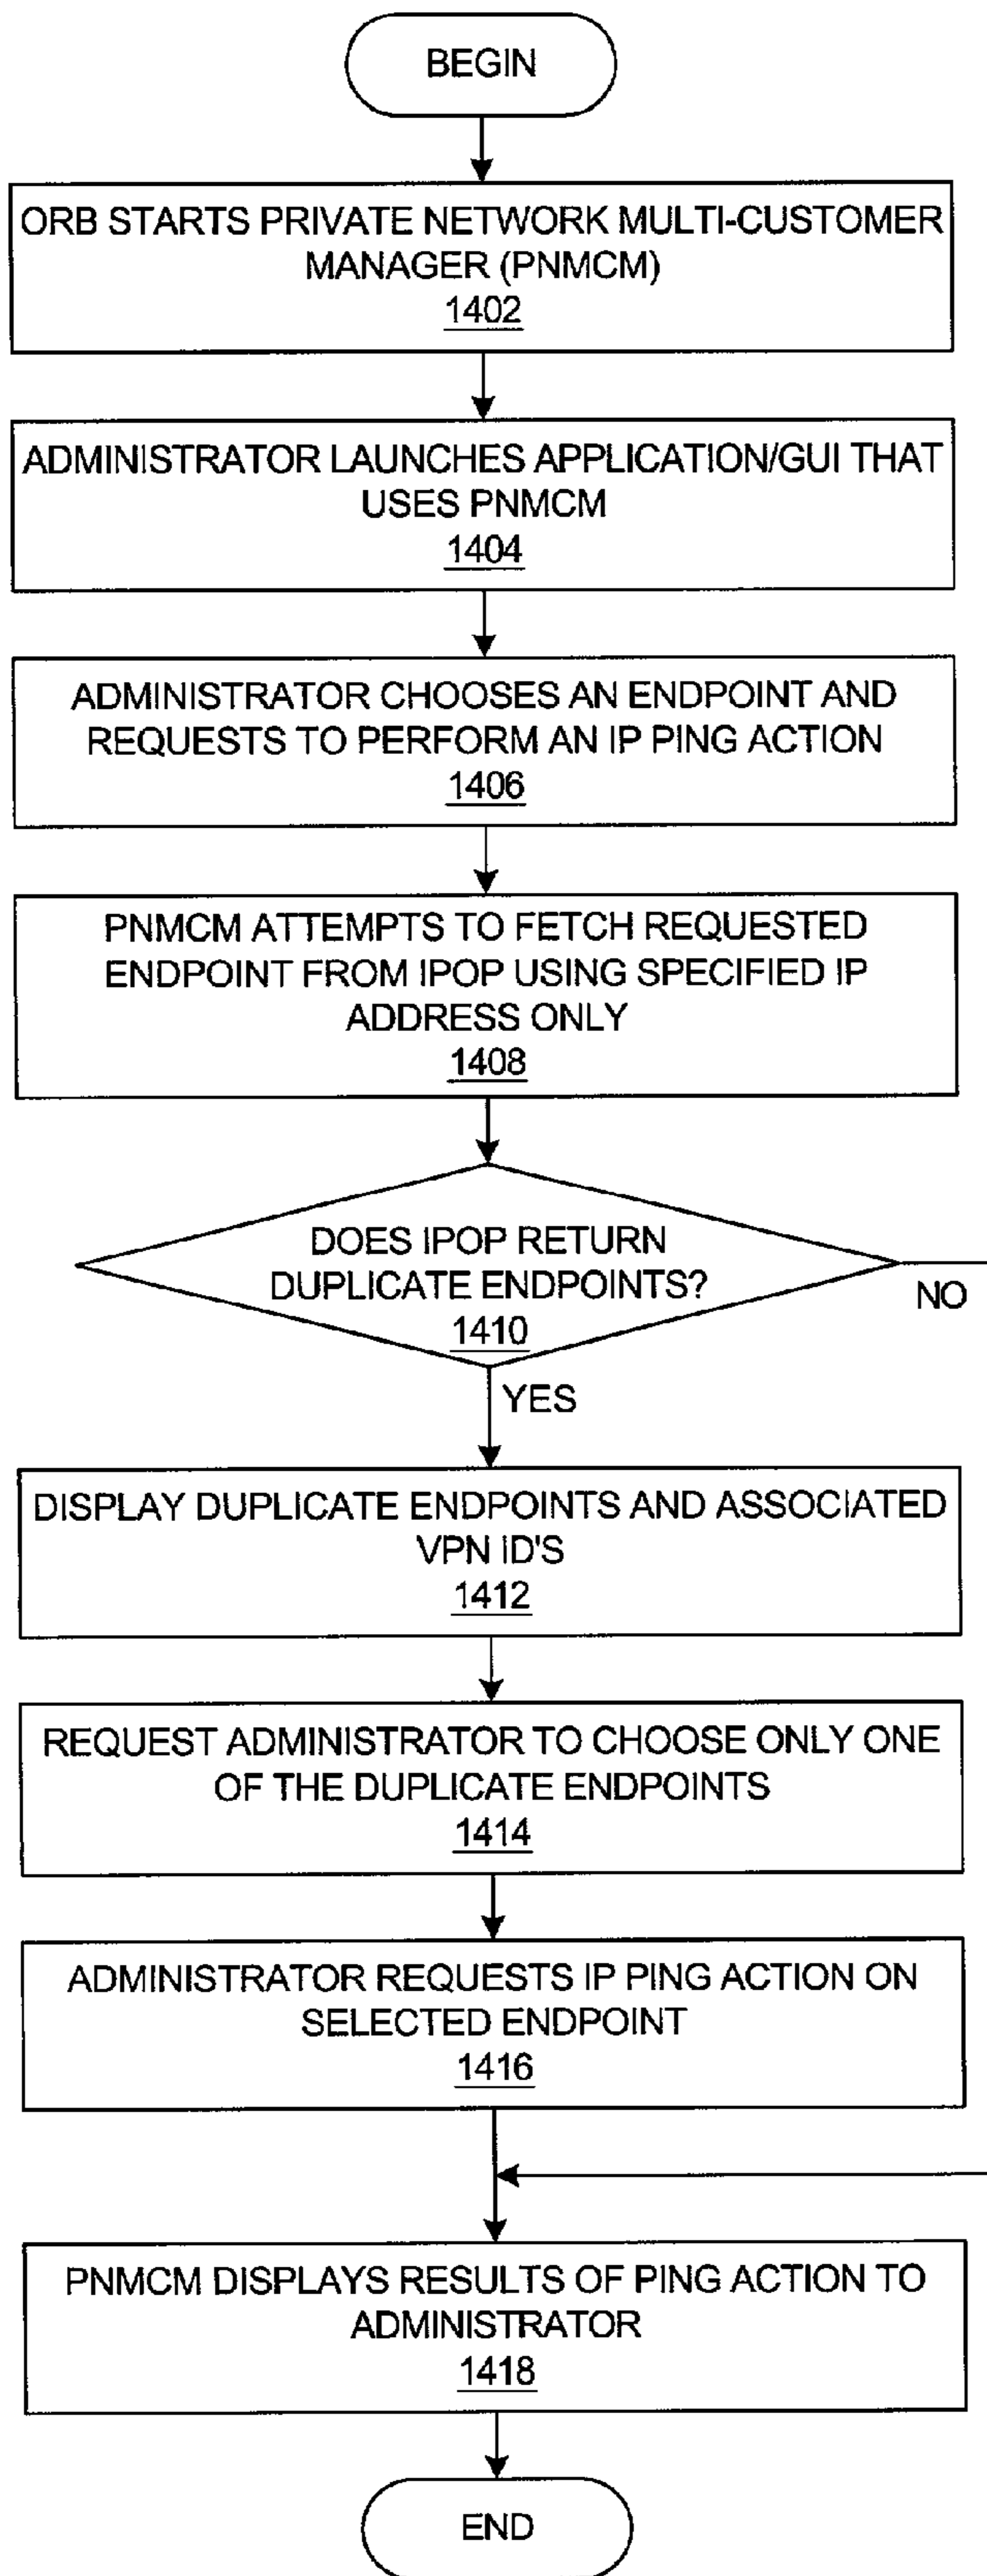 BEGIN
ORB STARTS PRIVATE NETWORK MULTI-CUSTOMER
MANAGER (PNMCM)
1402
ADMINISTRATOR LAUNCHES APPLICATION/GUI THAT
USES PNMCM
1404
ADMINISTRATOR CHOOSES AN ENDPOINT AND
REQUESTS TO PERFORM AN IP PING ACTION
1406
PNMCM ATTEMPTS TO FETCH REQUESTED
ENDPOINT FROM IPOP USING SPECIFIED IP
ADDRESS ONLY
1408
DOES IPOP RETURN
DUPLICATE ENDPOINTS?
1410
NO
YES
DISPLAY DUPLICATE ENDPOINTS AND ASSOCIATED
VPN ID'S
1412
REQUEST ADMINISTRATOR TO CHOOSE ONLY ONE
OF THE DUPLICATE ENDPOINTS
1414
ADMINISTRATOR REQUESTS IP PING ACTION ON
SELECTED ENDPOINT
1416
PNMCM DISPLAYS RESULTS OF PING ACTION TO
ADMINISTRATOR
1418
END